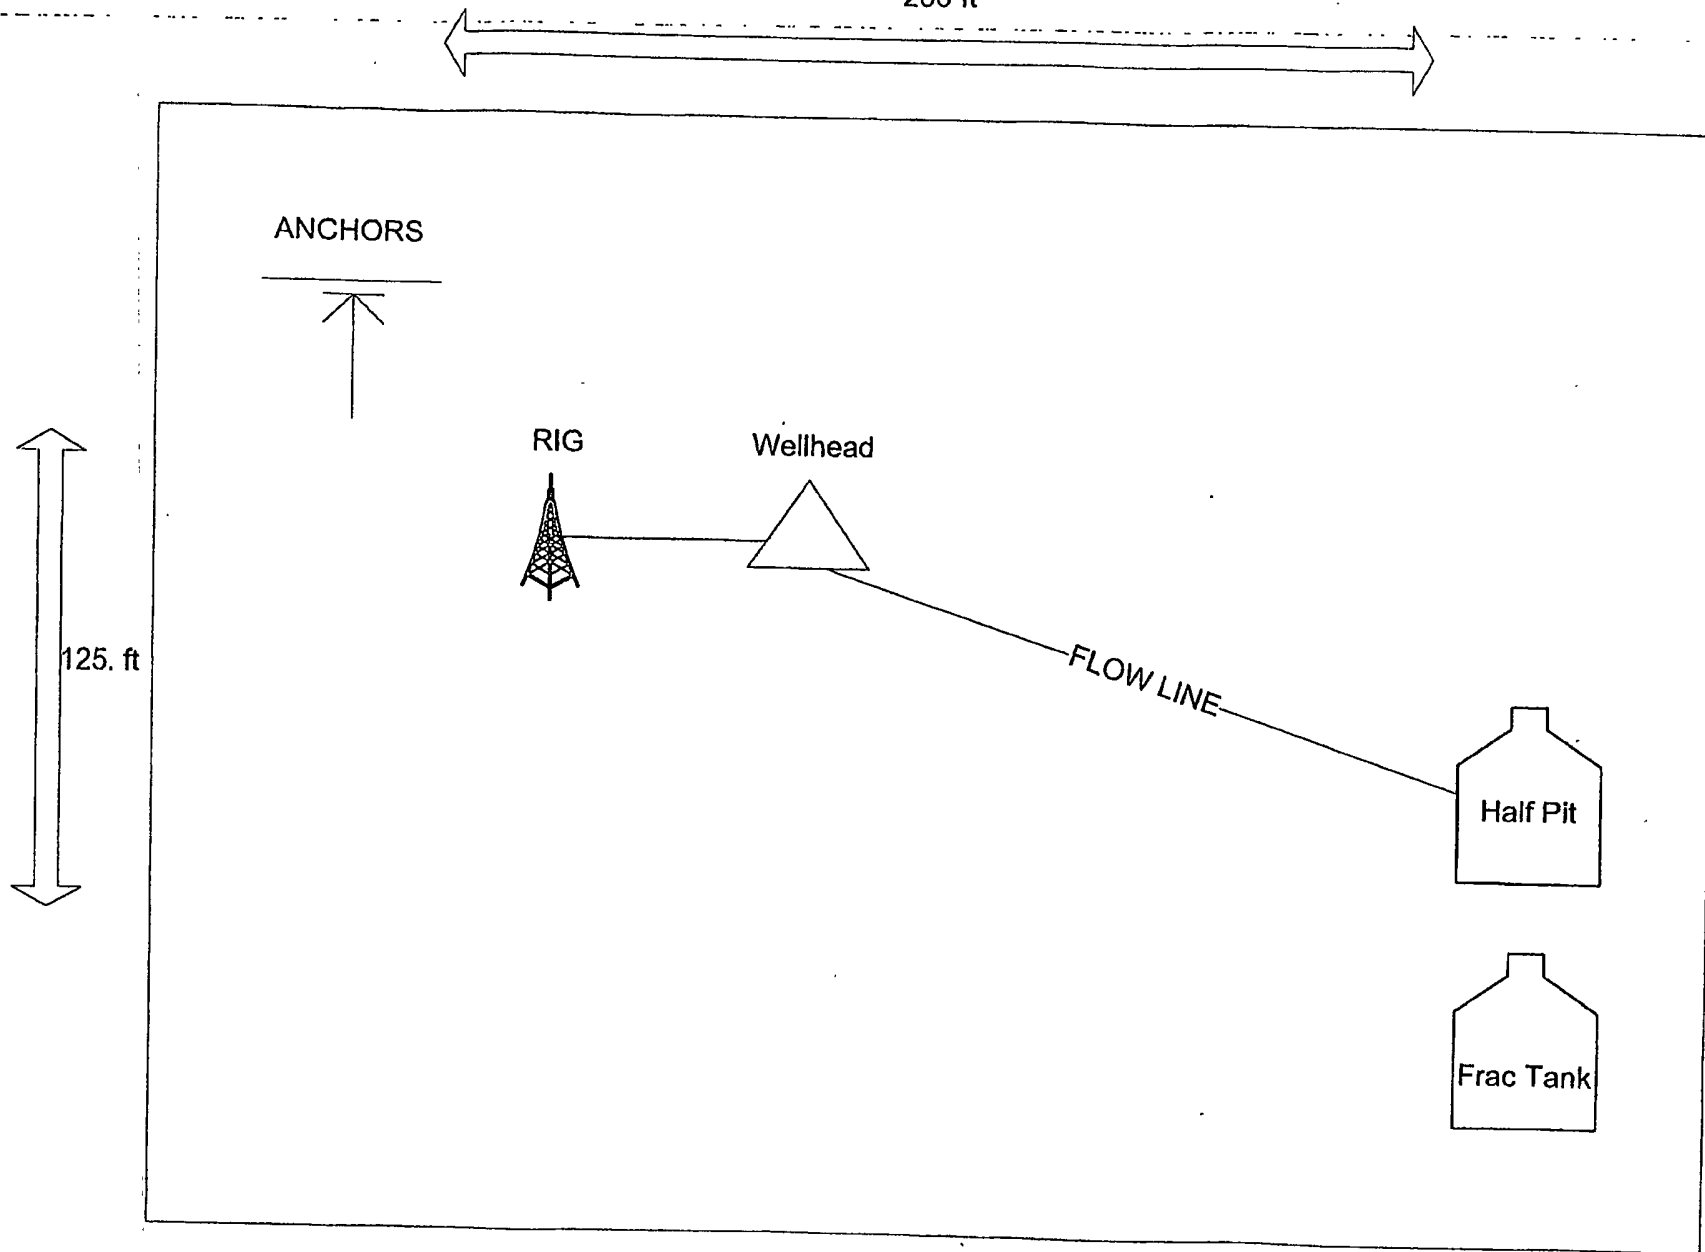 ANCHORS
RIG
Wellhead
125. ft
FLOW LINE
Half Pit
Frac Tank